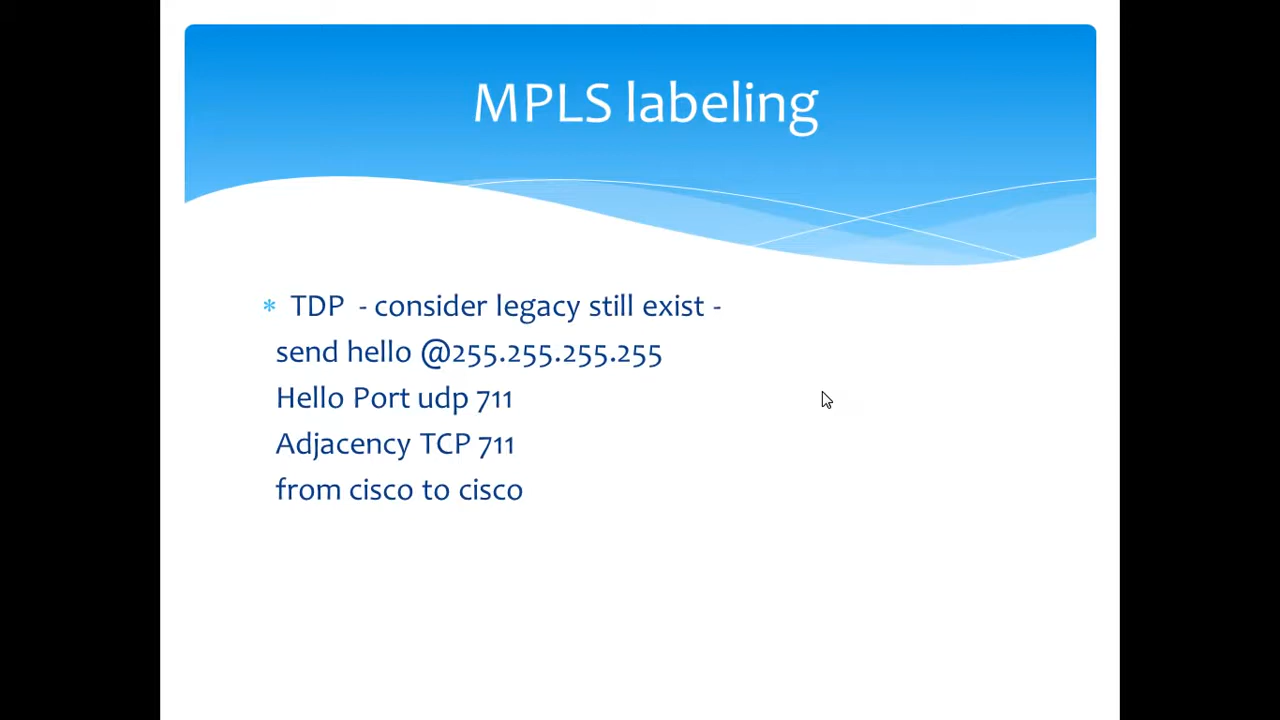 MPLS labeling
* TDP - consider legacy still exist -
send hello @255.255.255.255
Hello Port udp 711
Adjacency TCP 711
from cisco to cisco